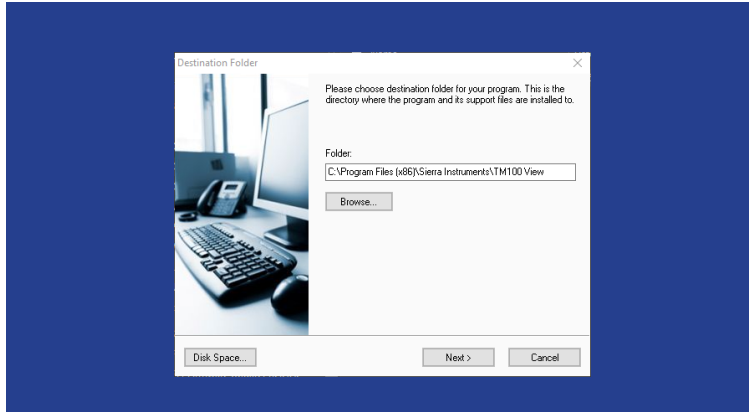 Destination Folder
Please choose destination folder for your program. This is the
directory where the program and its support files are installed to.
Folder:
C:\Program Files (x86)\Sierra Instruments\TM100 View
Browse...
Disk Space...
Next >
Cancel